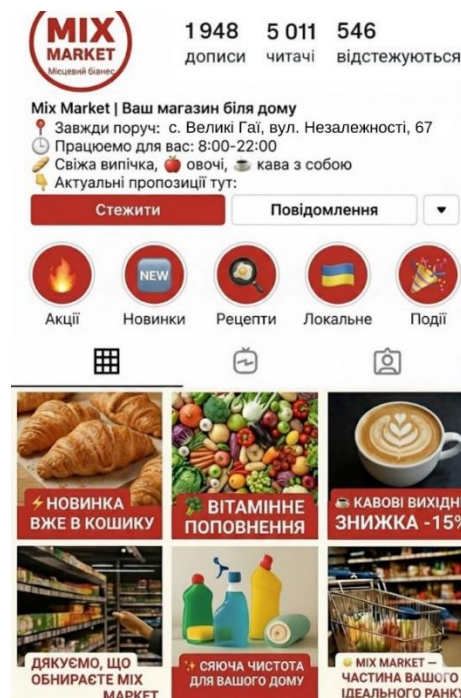 MIX
MARKET
Місцевий бізнес
1 948 5 011 546
дописи читачі відстежуються
Mix Market | Ваш магазин біля дому
Завжди поруч: с. Великі Гаї, вул. Незалежності, 67
Працюємо для вас: 8:00-22:00
Свіжа випічка, овочі, кава з собою
Актуальні пропозиції тут:
Стежити Повідомлення
NEW
Акції Новинки Рецепти Локальне Події
НОВИНКА
ВЖЕ В КОШИКУ
ВІТАМІННЕ
ПОПОВНЕННЯ
КАВОВІ ВИХІДНІ
ЗНИЖКА -15%
ДЯКУЄМО, ЩО
ОБИРАЄТЕ MIX
MARKET
СЯЮЧА ЧИСТОТА
ДЛЯ ВАШОГО ДОМУ
MIX MARKET –
ЧАСТИНА ВАШОГО
ІДЕАЛЬНОГО РАНКУ